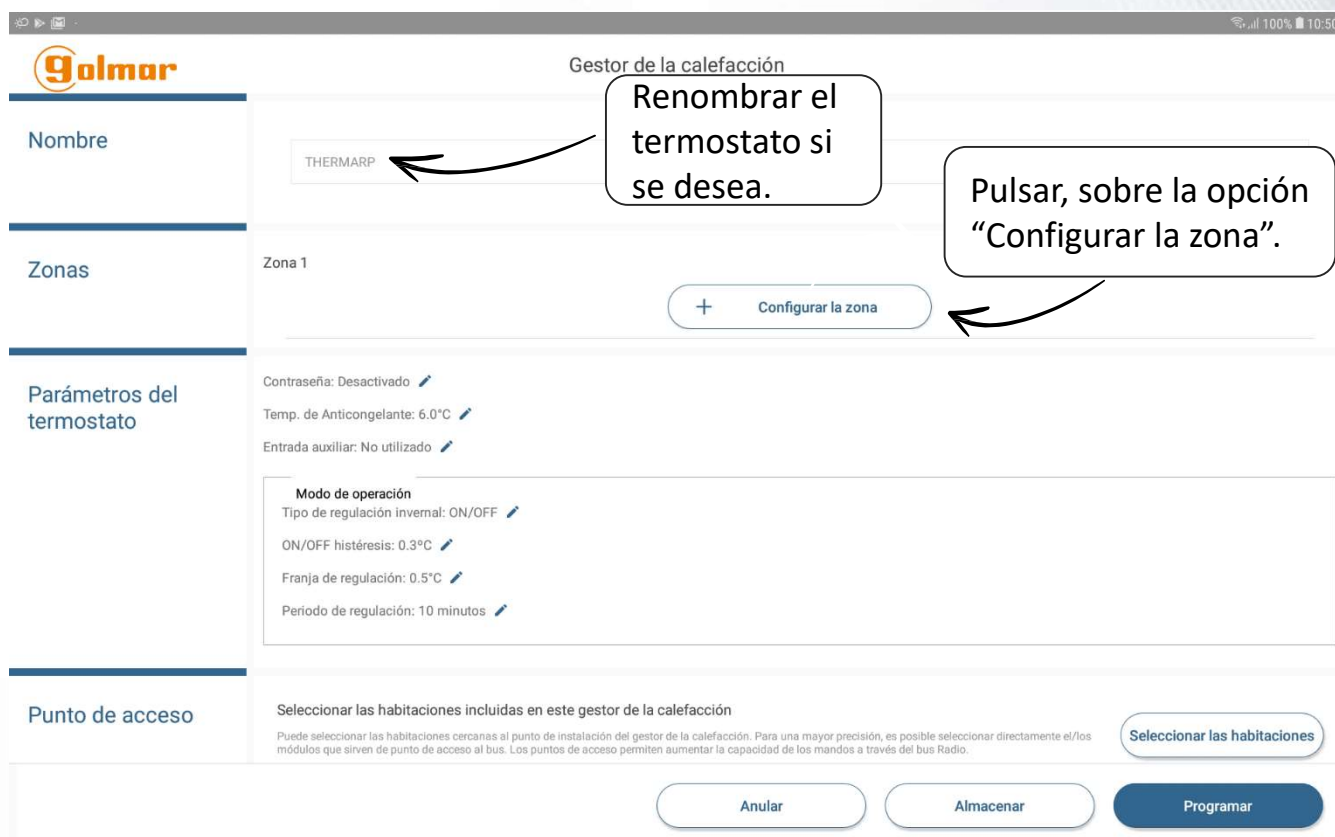 100% 10:50
golmar
Gestor de la calefacción
Renombrar el
termostato si
se desea.
Nombre
THERMARP
Pulsar, sobre la opción
“Configurar la zona”.
Zonas
Zona 1
+ Configurar la zona
Parámetros del
termostato
Contraseña: Desactivado
Temp. de Anticongelante: 6.0°C
Entrada auxiliar: No utilizado
Modo de operación
Tipo de regulación invernal: ON/OFF
ON/OFF histéresis: 0.3ºC
Franja de regulación: 0.5°C
Periodo de regulación: 10 minutos
Punto de acceso
Seleccionar las habitaciones incluidas en este gestor de la calefacción
Puede seleccionar las habitaciones cercanas al punto de instalación del gestor de la calefacción. Para una mayor precisión, es posible seleccionar directamente el/los
módulos que sirven de punto de acceso al bus. Los puntos de acceso permiten aumentar la capacidad de los mandos a través del bus Radio.
Seleccionar las habitaciones
Anular
Almacenar
Programar